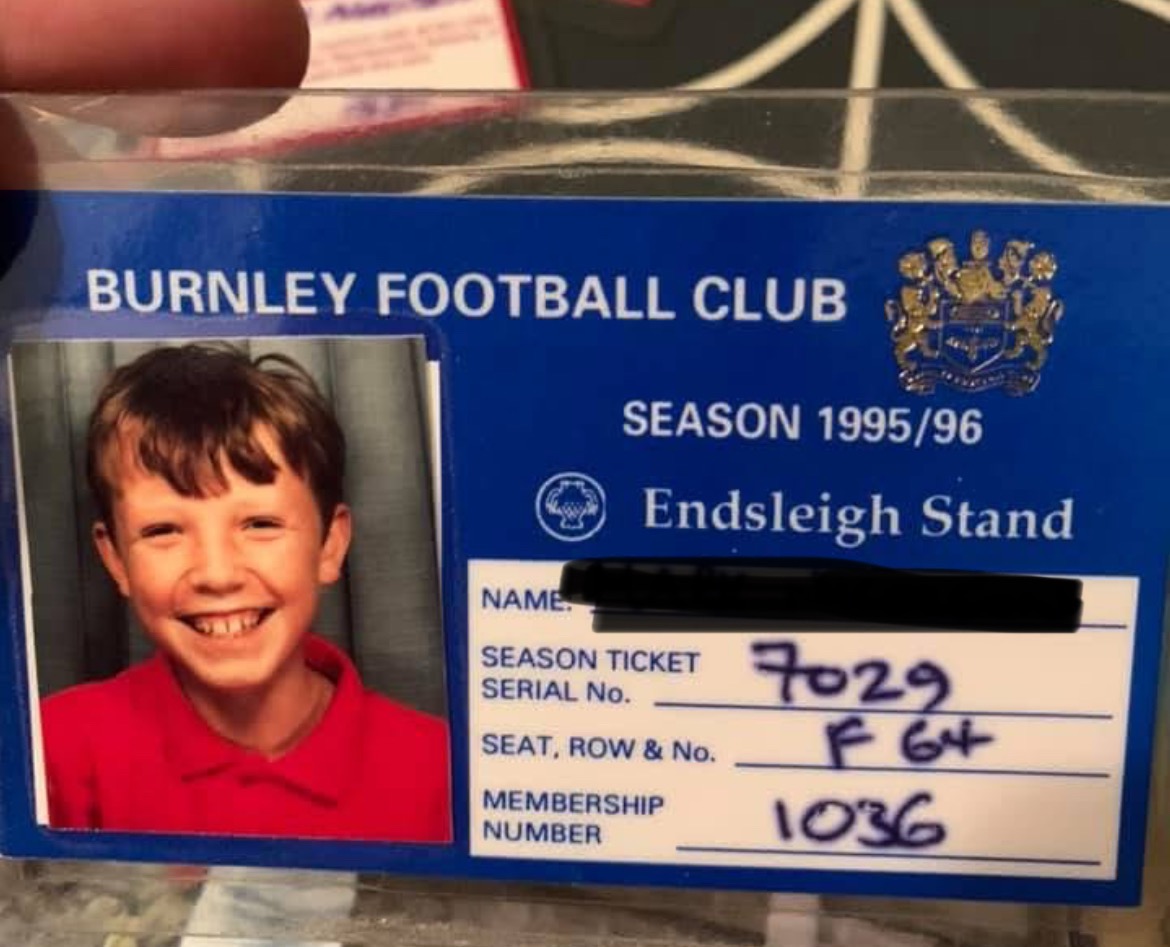 BURNLEY FOOTBALL CLUB
SEASON 1995/96
Endsleigh Stand
NAME:
SEASON TICKET
SERIAL No. 7029
SEAT, ROW & No. F 64
MEMBERSHIP
NUMBER 1036